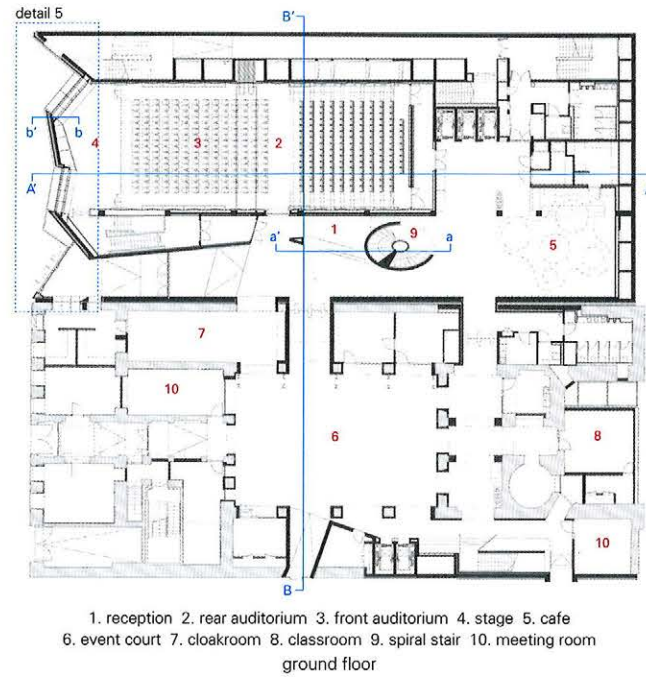 detail 5
B'
b' b
4
3
2
A'
1
9
a' a
5
7
10
6
8
10
B
1. reception 2. rear auditorium 3. front auditorium 4. stage 5. cafe
6. event court 7. cloakroom 8. classroom 9. spiral stair 10. meeting room
ground floor